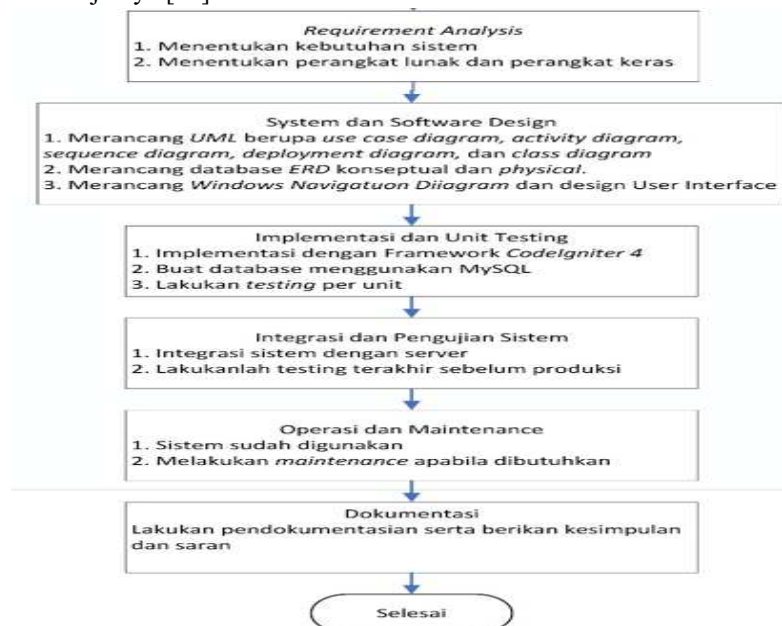 Requirement Analysis
1. Menentukan kebutuhan sistem
2. Menentukan perangkat lunak dan perangkat keras
System dan Software Design
1. Merancang UML berupa use case diagram, activity diagram,
sequence diagram, deployment diagram, dan class diagram
2. Merancang database ERD konseptual dan physical.
3. Merancang Windows Navigatuon Diiagram dan design User Interface
Implementasi dan Unit Testing
1. Implementasi dengan Framework CodeIgniter 4
2. Buat database menggunakan MySQL
3. Lakukan testing per unit
Integrasi dan Pengujian Sistem
1. Integrasi sistem dengan server
2. Lakukanlah testing terakhir sebelum produksi
Operasi dan Maintenance
1. Sistem sudah digunakan
2. Melakukan maintenance apabila dibutuhkan
Dokumentasi
Lakukan pendokumentasian serta berikan kesimpulan
dan saran
Selesai